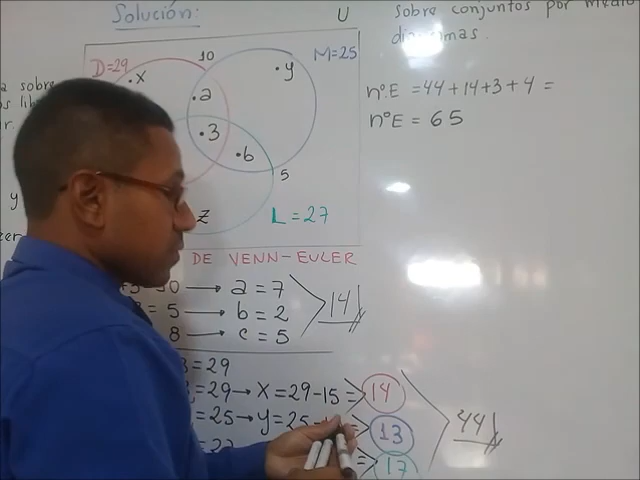 Solución:
U
sobre conjuntos por medio
diagramas.
D=29
x
10
M=25
y
a
3
b
5
z
L = 27
a sobre
y
DE VENN-EULER
n°.E = 44 + 14 + 3 + 4 =
n°E = 65
→ a = 7
= 5 → b = 2
8 → c = 5
14
= 29
= 29 → x = 29 - 15 = 14
= 25 → y = 25 - = 13
= 17
44